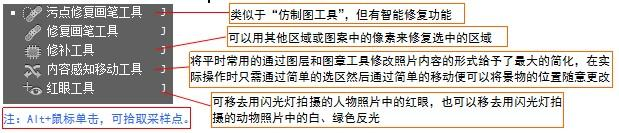 污点修复画笔工具 J
类似于“仿制图工具”，但有智能修复功能
修复画笔工具 J
可以用其他区域或图案中的像素来修复选中的区域
修补工具 J
内容感知移动工具 J
将平时常用的通过图层和图章工具修改照片内容的形式给予了最大的简化，在实
际操作时只需通过简单的选区然后通过简单的移动便可以将景物的位置随意更改
红眼工具 J
可移去用闪光灯拍摄的人物照片中的红眼，也可以移去用闪光灯拍
摄的动物照片中的白、绿色反光
注：Alt+鼠标单击，可拾取采样点。